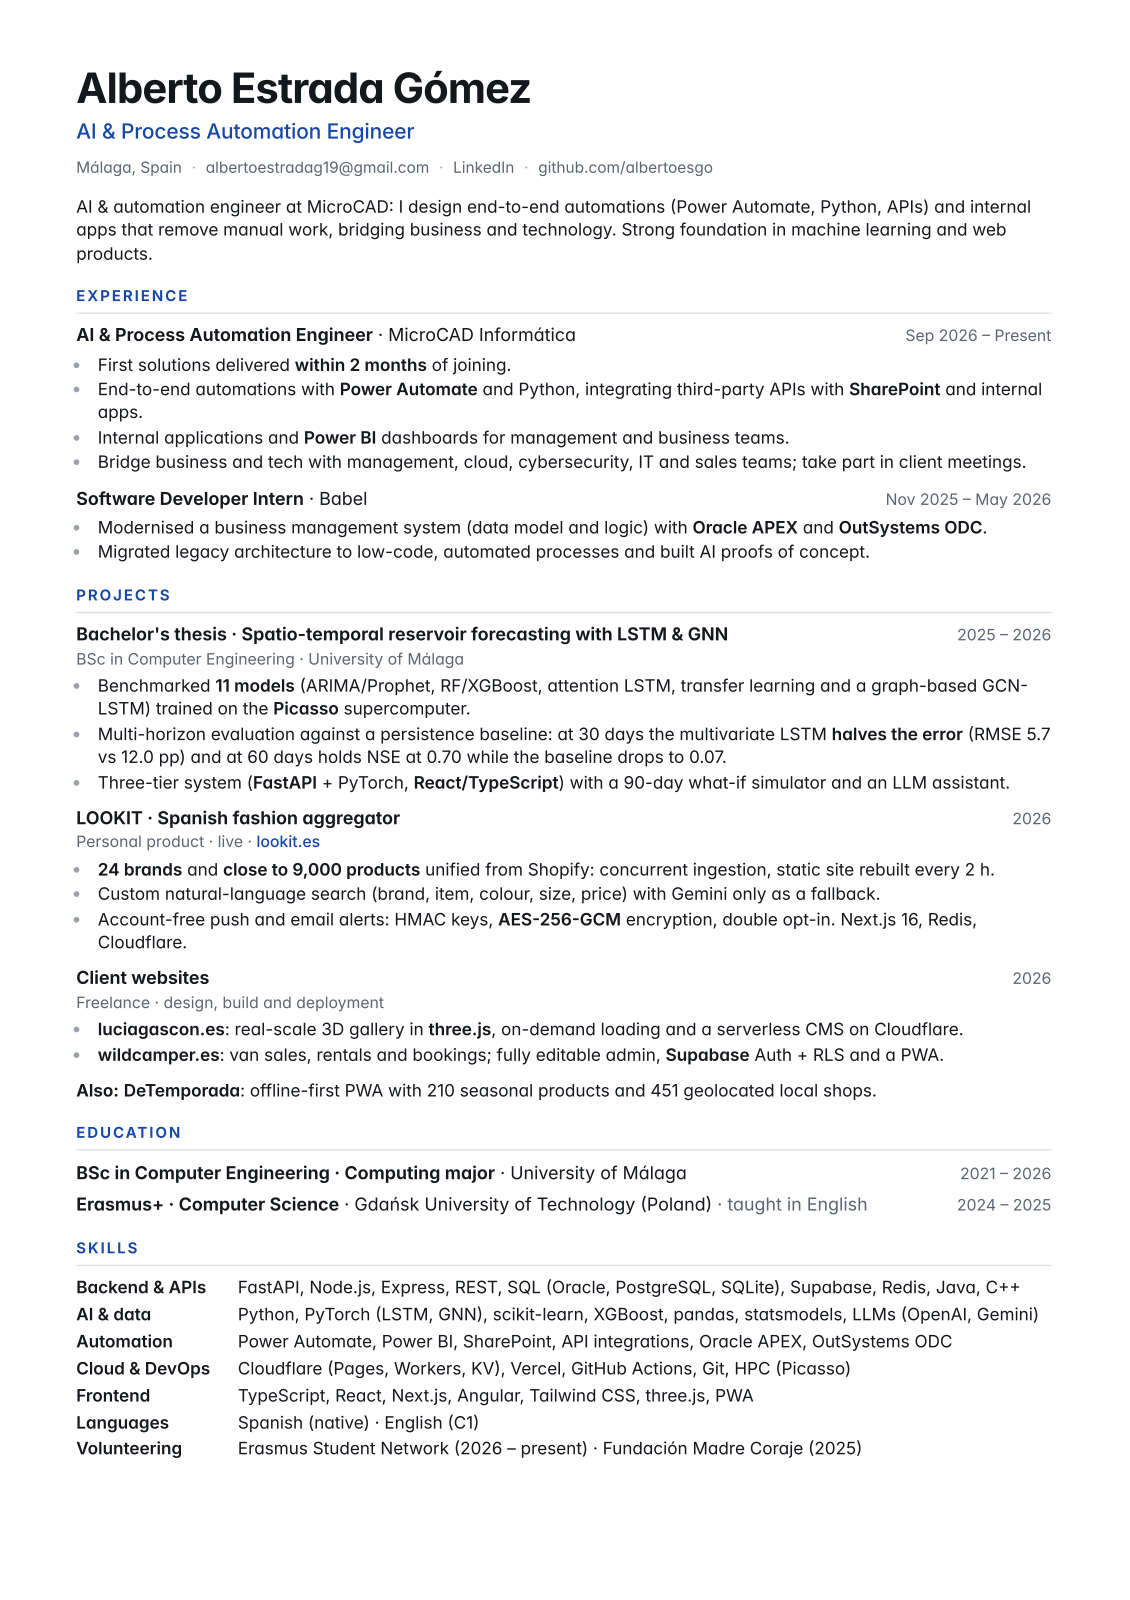 Alberto Estrada Gómez
AI & Process Automation Engineer
Málaga, Spain · albertoestradag19@gmail.com · LinkedIn · github.com/albertoesgo
AI & automation engineer at MicroCAD: I design end-to-end automations (Power Automate, Python, APIs) and internal
apps that remove manual work, bridging business and technology. Strong foundation in machine learning and web
products.
EXPERIENCE
AI & Process Automation Engineer · MicroCAD Informática Sep 2026 – Present
• First solutions delivered within 2 months of joining.
• End-to-end automations with Power Automate and Python, integrating third-party APIs with SharePoint and internal
apps.
• Internal applications and Power BI dashboards for management and business teams.
• Bridge business and tech with management, cloud, cybersecurity, IT and sales teams; take part in client meetings.
Software Developer Intern · Babel Nov 2025 – May 2026
• Modernised a business management system (data model and logic) with Oracle APEX and OutSystems ODC.
• Migrated legacy architecture to low-code, automated processes and built AI proofs of concept.
PROJECTS
Bachelor's thesis · Spatio-temporal reservoir forecasting with LSTM & GNN 2025 – 2026
BSc in Computer Engineering · University of Málaga
• Benchmarked 11 models (ARIMA/Prophet, RF/XGBoost, attention LSTM, transfer learning and a graph-based GCN-
LSTM) trained on the Picasso supercomputer.
• Multi-horizon evaluation against a persistence baseline: at 30 days the multivariate LSTM halves the error (RMSE 5.7
vs 12.0 pp) and at 60 days holds NSE at 0.70 while the baseline drops to 0.07.
• Three-tier system (FastAPI + PyTorch, React/TypeScript) with a 90-day what-if simulator and an LLM assistant.
LOOKIT · Spanish fashion aggregator 2026
Personal product · live · lookit.es
• 24 brands and close to 9,000 products unified from Shopify: concurrent ingestion, static site rebuilt every 2 h.
• Custom natural-language search (brand, item, colour, size, price) with Gemini only as a fallback.
• Account-free push and email alerts: HMAC keys, AES-256-GCM encryption, double opt-in. Next.js 16, Redis,
Cloudflare.
Client websites 2026
Freelance · design, build and deployment
• luciagascon.es: real-scale 3D gallery in three.js, on-demand loading and a serverless CMS on Cloudflare.
• wildcamper.es: van sales, rentals and bookings; fully editable admin, Supabase Auth + RLS and a PWA.
Also: DeTemporada: offline-first PWA with 210 seasonal products and 451 geolocated local shops.
EDUCATION
BSc in Computer Engineering · Computing major · University of Málaga 2021 – 2026
Erasmus+ · Computer Science · Gdańsk University of Technology (Poland) · taught in English 2024 – 2025
SKILLS
Backend & APIs FastAPI, Node.js, Express, REST, SQL (Oracle, PostgreSQL, SQLite), Supabase, Redis, Java, C++
AI & data Python, PyTorch (LSTM, GNN), scikit-learn, XGBoost, pandas, statsmodels, LLMs (OpenAI, Gemini)
Automation Power Automate, Power BI, SharePoint, API integrations, Oracle APEX, OutSystems ODC
Cloud & DevOps Cloudflare (Pages, Workers, KV), Vercel, GitHub Actions, Git, HPC (Picasso)
Frontend TypeScript, React, Next.js, Angular, Tailwind CSS, three.js, PWA
Languages Spanish (native) · English (C1)
Volunteering Erasmus Student Network (2026 – present) · Fundación Madre Coraje (2025)